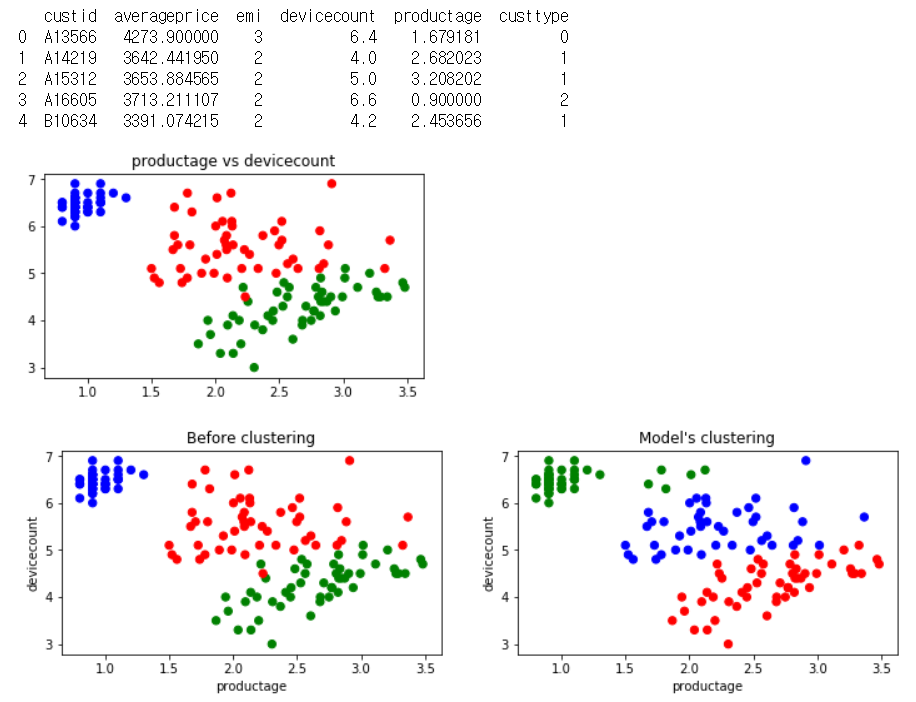 custid averageprice emi devicecount productage custtype
0 A13566 4273.900000 3 6.4 1.679181 0
1 A14219 3642.441950 2 4.0 2.682023 1
2 A15312 3653.884565 2 5.0 3.208202 1
3 A16605 3713.211107 2 6.6 0.900000 2
4 B10634 3391.074215 2 4.2 2.453656 1
productage vs devicecount
7
6
5
4
3
1.0 1.5 2.0 2.5 3.0 3.5
Before clustering
devicecount
7
6
5
4
3
1.0 1.5 2.0 2.5 3.0 3.5
productage
Model's clustering
devicecount
7
6
5
4
3
1.0 1.5 2.0 2.5 3.0 3.5
productage